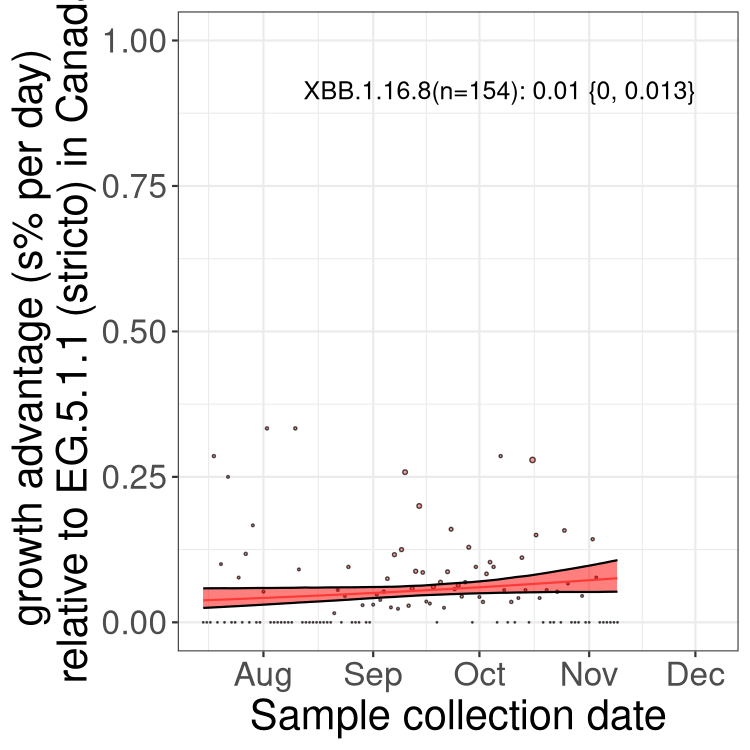 growth advantage (s% per day)
relative to EG.5.1.1 (stricto) in Canada
1.00
XBB.1.16.8(n=154): 0.01 {0, 0.013}
0.75
0.50
0.25
0.00
Aug Sep Oct Nov Dec
Sample collection date